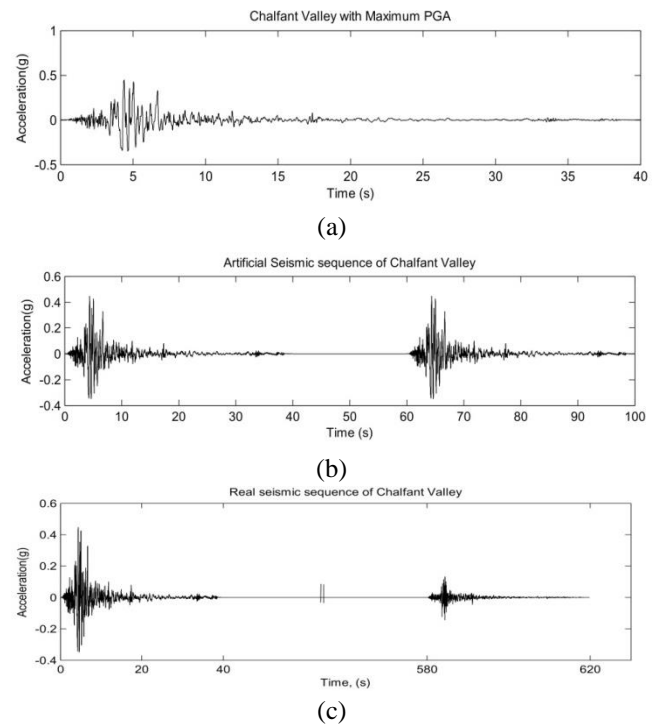 Chalfant Valley with Maximum PGA
Acceleration(g)
1
0.5
0
-0.5
0 5 10 15 20 25 30 35 40
Time (s)
(a)
Artificial Seismic sequence of Chalfant Valley
Acceleration(g)
0.6
0.4
0.2
0
-0.2
-0.4
0 10 20 30 40 50 60 70 80 90 100
Time (s)
(b)
Real seismic sequence of Chalfant Valley
Acceleration(g)
0.6
0.4
0.2
0
-0.2
-0.4
0 20 40 580 620
Time, (s)
(c)